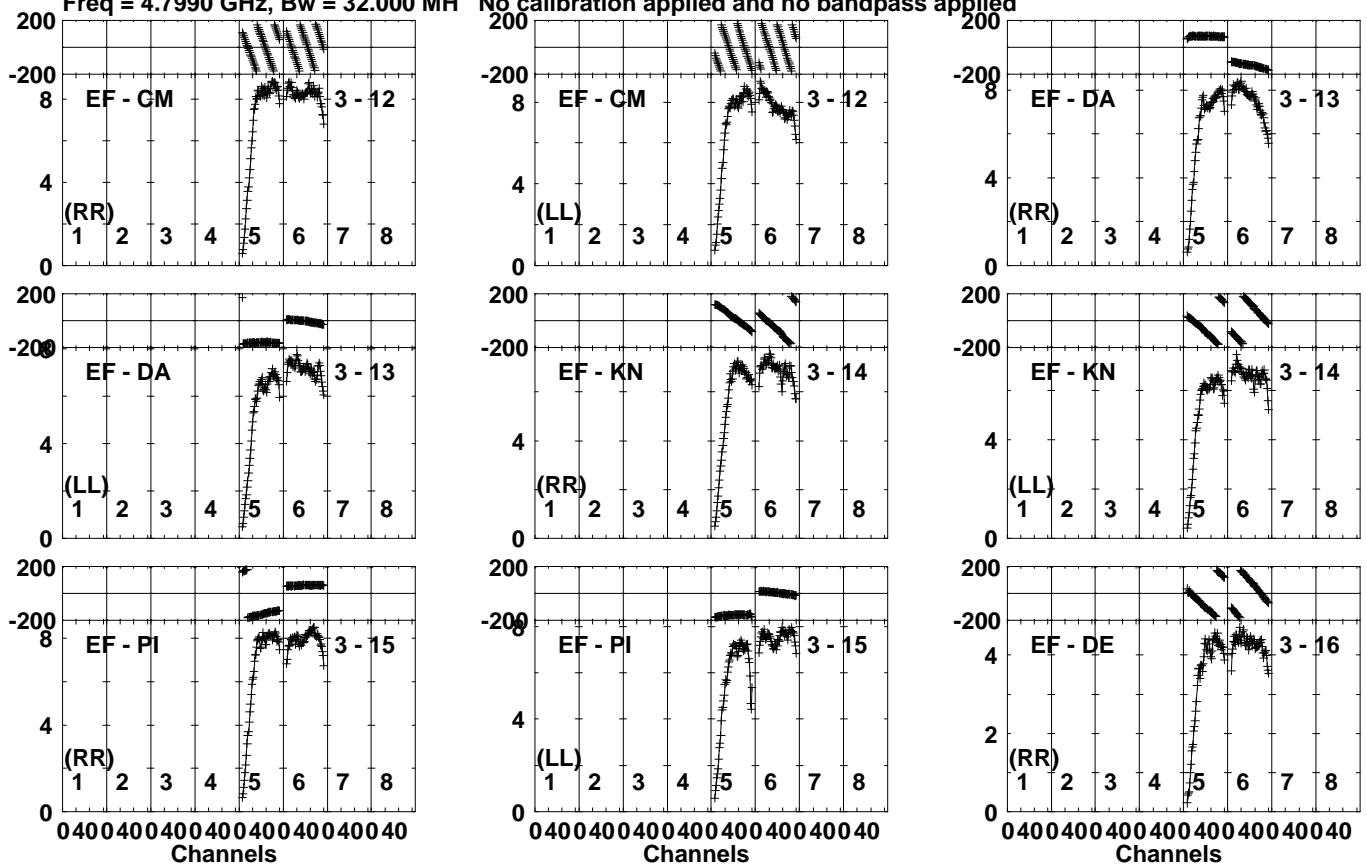 Freq = 4.7990 GHz, Bw = 32.000 MH No calibration applied and no bandpass applied
200 200 200
-200 -200 -200
8 EF - CM 3 - 12 8 EF - CM 3 - 12 8 EF - DA 3 - 13
4 4 4
(RR) (LL) (RR)
1 2 3 4 5 6 7 8 1 2 3 4 5 6 7 8 1 2 3 4 5 6 7 8
0 0 0
200 200 200
-200 -200 -200
8 EF - DA 3 - 13 EF - KN 3 - 14 EF - KN 3 - 14
4 4 4
(LL) (RR) (LL)
1 2 3 4 5 6 7 8 1 2 3 4 5 6 7 8 1 2 3 4 5 6 7 8
0 0 0
200 200 200
-200 -200 -200
8 EF - PI 3 - 15 8 EF - PI 3 - 15 4 EF - DE 3 - 16
4 4 2
(RR) (LL) (RR)
1 2 3 4 5 6 7 8 1 2 3 4 5 6 7 8 1 2 3 4 5 6 7 8
0 0 0
0 40 0 40 0 40 0 40 0 40 0 40 0 40 0 40 0 40 0 40 0 40 0 40 0 40 0 40 0 40 0 40 0 40 0 40 0 40 0 40 0 40 0 40 0 40 0 40
Channels Channels Channels